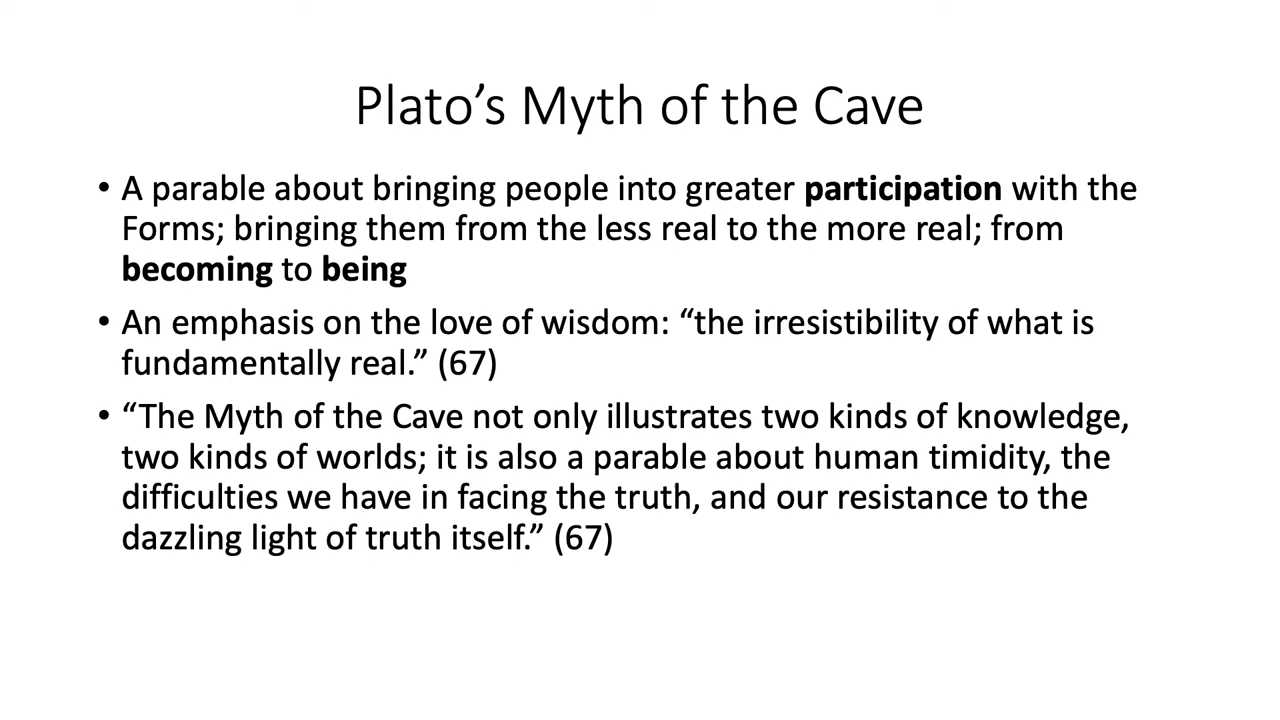 Plato’s Myth of the Cave
• A parable about bringing people into greater participation with the
Forms; bringing them from the less real to the more real; from
becoming to being
• An emphasis on the love of wisdom: “the irresistibility of what is
fundamentally real.” (67)
• “The Myth of the Cave not only illustrates two kinds of knowledge,
two kinds of worlds; it is also a parable about human timidity, the
difficulties we have in facing the truth, and our resistance to the
dazzling light of truth itself.” (67)